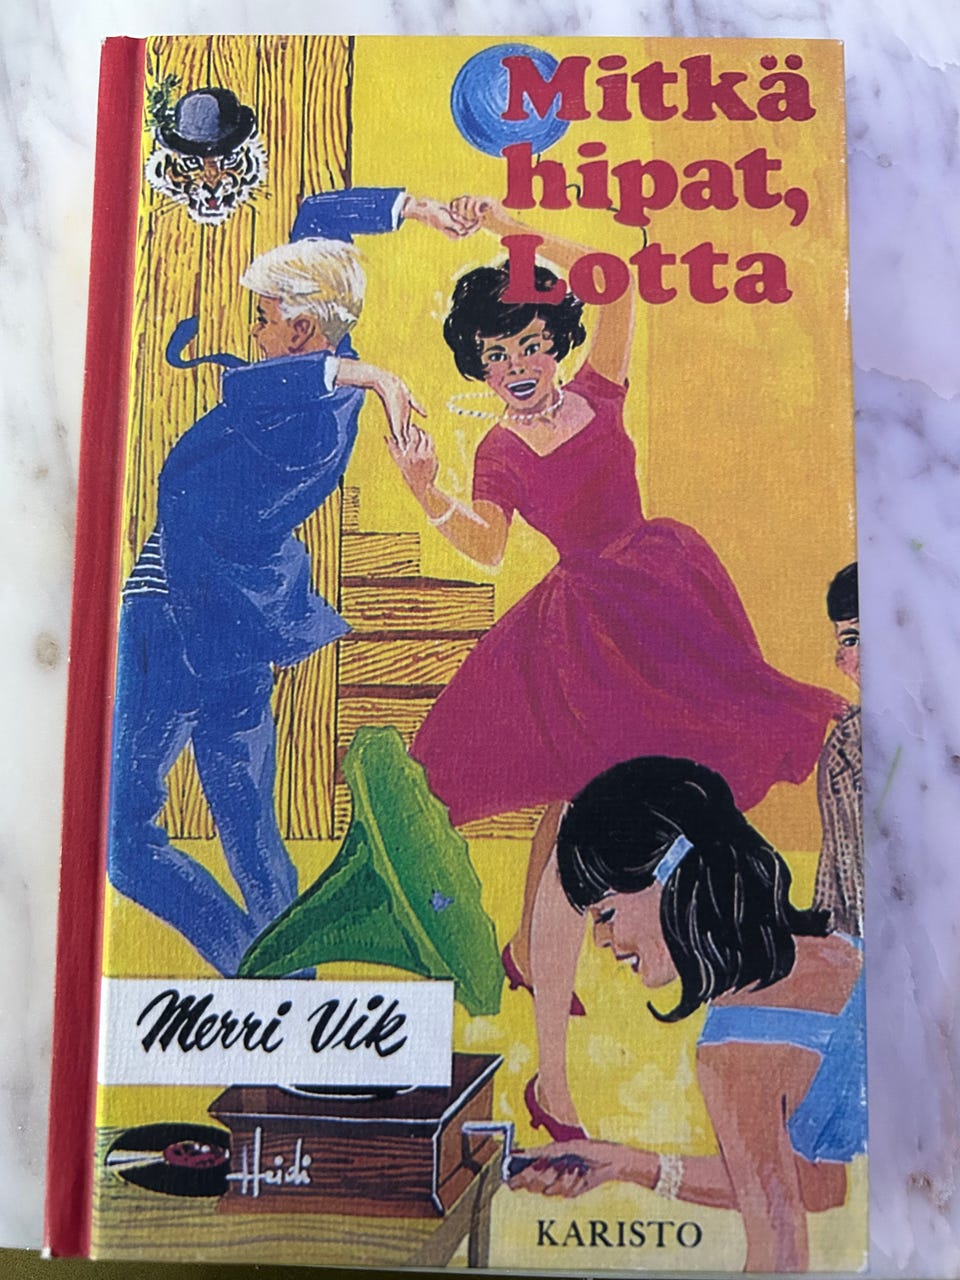 Mitkä
hipat,
Lotta
Merri Vik
Heidi
KARISTO